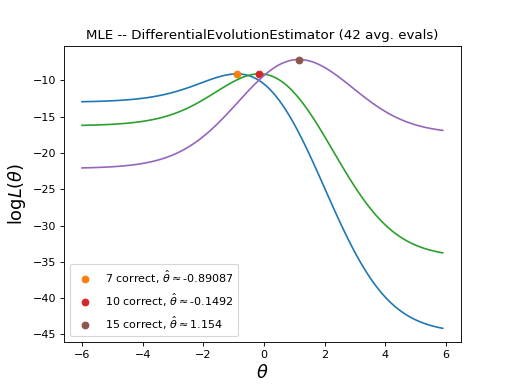 MLE -- DifferentialEvolutionEstimator (42 avg. evals)
logL(θ)
−10
−15
−20
−25
−30
−35
−40
−45
7 correct, θ̂ ≈ -0.89087
10 correct, θ̂ ≈ -0.1492
15 correct, θ̂ ≈ 1.154
−6 −4 −2 0 2 4 6
θ